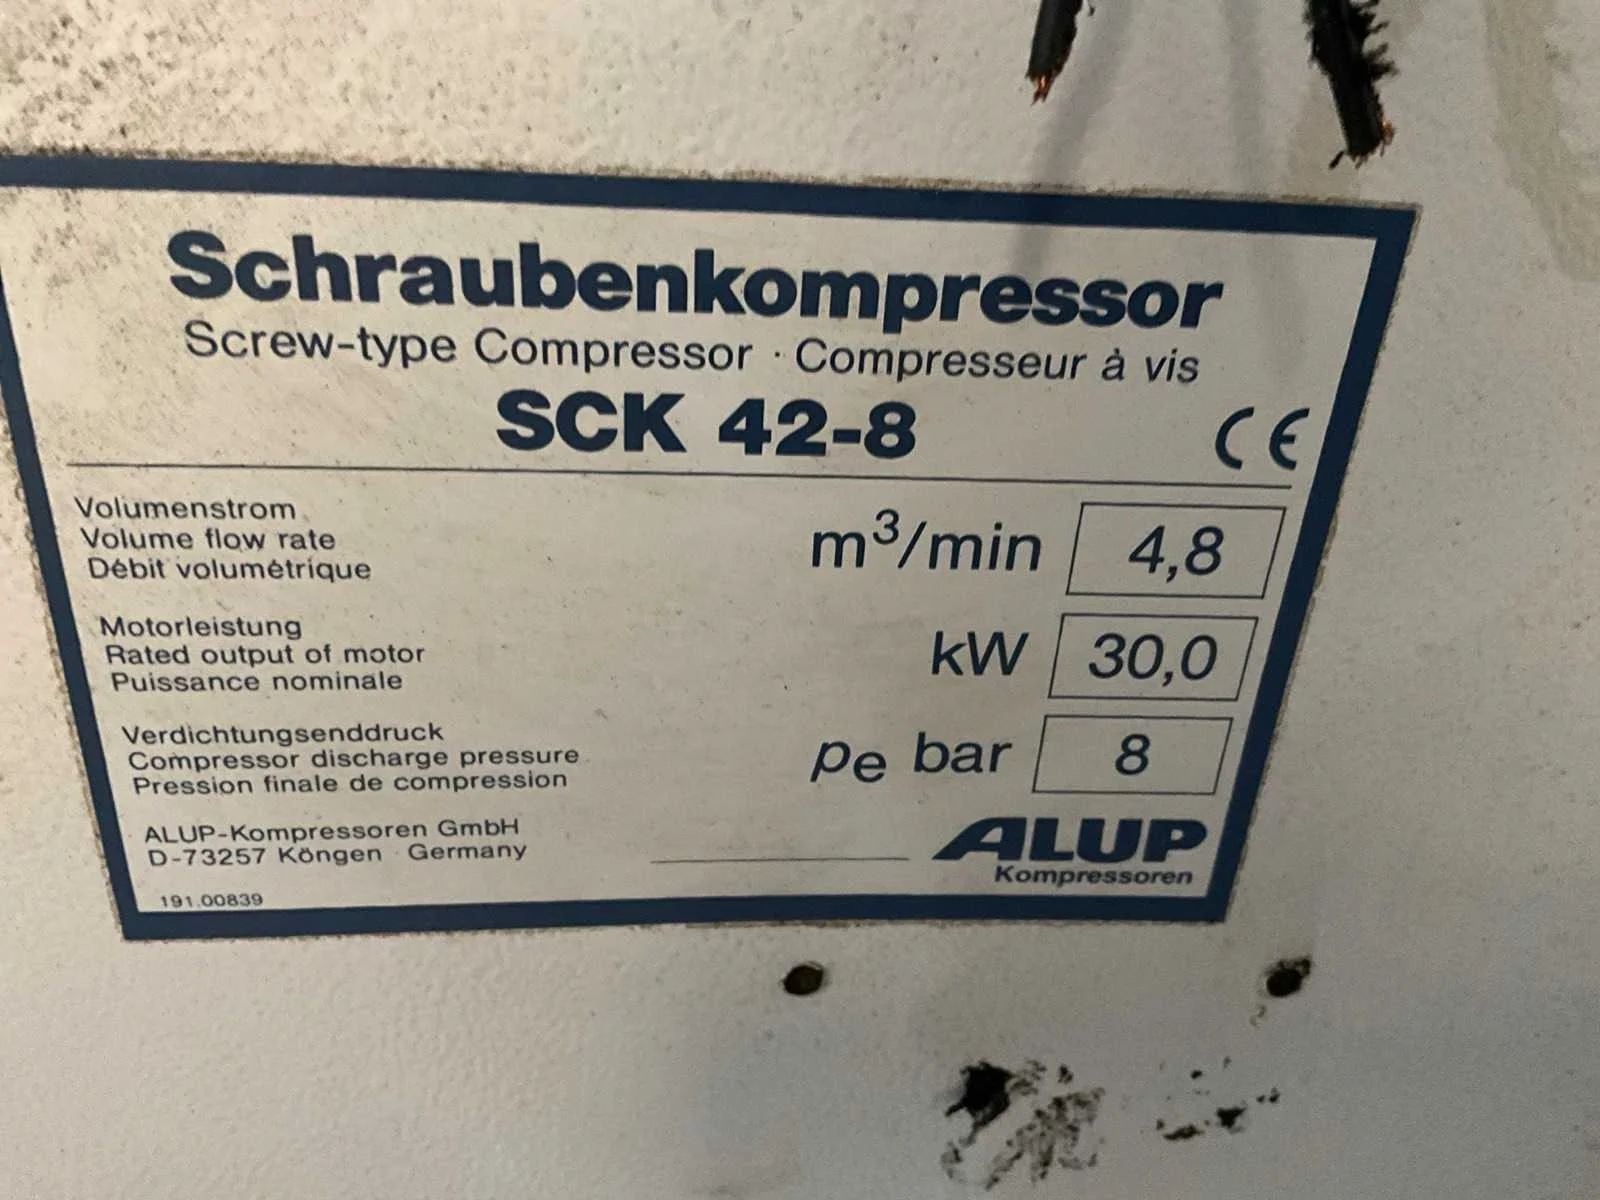 Schraubenkompressor
Screw-type Compressor · Compresseur à vis
SCK 42-8
CE
Volumenstrom
Volume flow rate
Débit volumétrique
m³/min 4,8
Motorleistung
Rated output of motor
Puissance nominale
kW 30,0
Verdichtungsenddruck
Compressor discharge pressure
Pression finale de compression
pe bar 8
ALUP-Kompressoren GmbH
D-73257 Köngen · Germany
ALUP
Kompressoren
191.00839